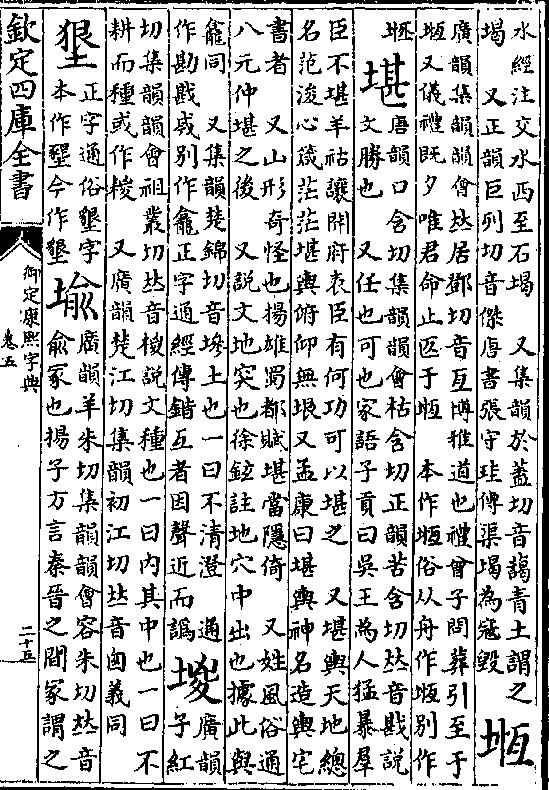 水經注交水西至石堨　又集韻於蓋切音藹青土謂之
堨　又正韻巨列切音傑唐書張守珪傳渠堨為寇毀
堩
廣韻集韻韻會𠀤居鄧切音亙博雅道也禮曾子問葬引至于
堩又儀禮既夕唯君命止匛于堩　本作堩俗从舟作堩別作
堩
堪
唐韻口含切集韻韻會枯含切正韻苦含切𠀤音戡說
文勝也　又任也可也家語子貢曰吳王為人猛暴羣
臣不堪羊祜讓開府表臣有何功可以堪之　又堪輿天地總
名范浚心箴茫茫堪輿俯仰無垠又孟康曰堪輿神名造輿宅
書者　又山形奇怪也揚雄蜀都賦堪當隱倚　又姓風俗通
八元仲堪之後　又說文地突也徐鉉註地穴中出也據此與
龕同　又集韻楚錦切音墋土也一曰不清澄　通
作勘戡𢦟別作龕正字通經傳錯互者因聲近而譌
堫
廣韻
子紅
切集韻韻會祖叢切𠀤音椶說文種也一曰內其中也一曰不
耕而種或作䅜　又廣韻楚江切集韻初江切𠀤音囪義同
正字通俗墾字
本作豤今作墾
堬
廣韻羊朱切集韻韻會容朱切𠀤音
俞冢也揚子方言秦晉之間冢謂之
欽定四庫全書
御定康熙字典
卷五
二十五